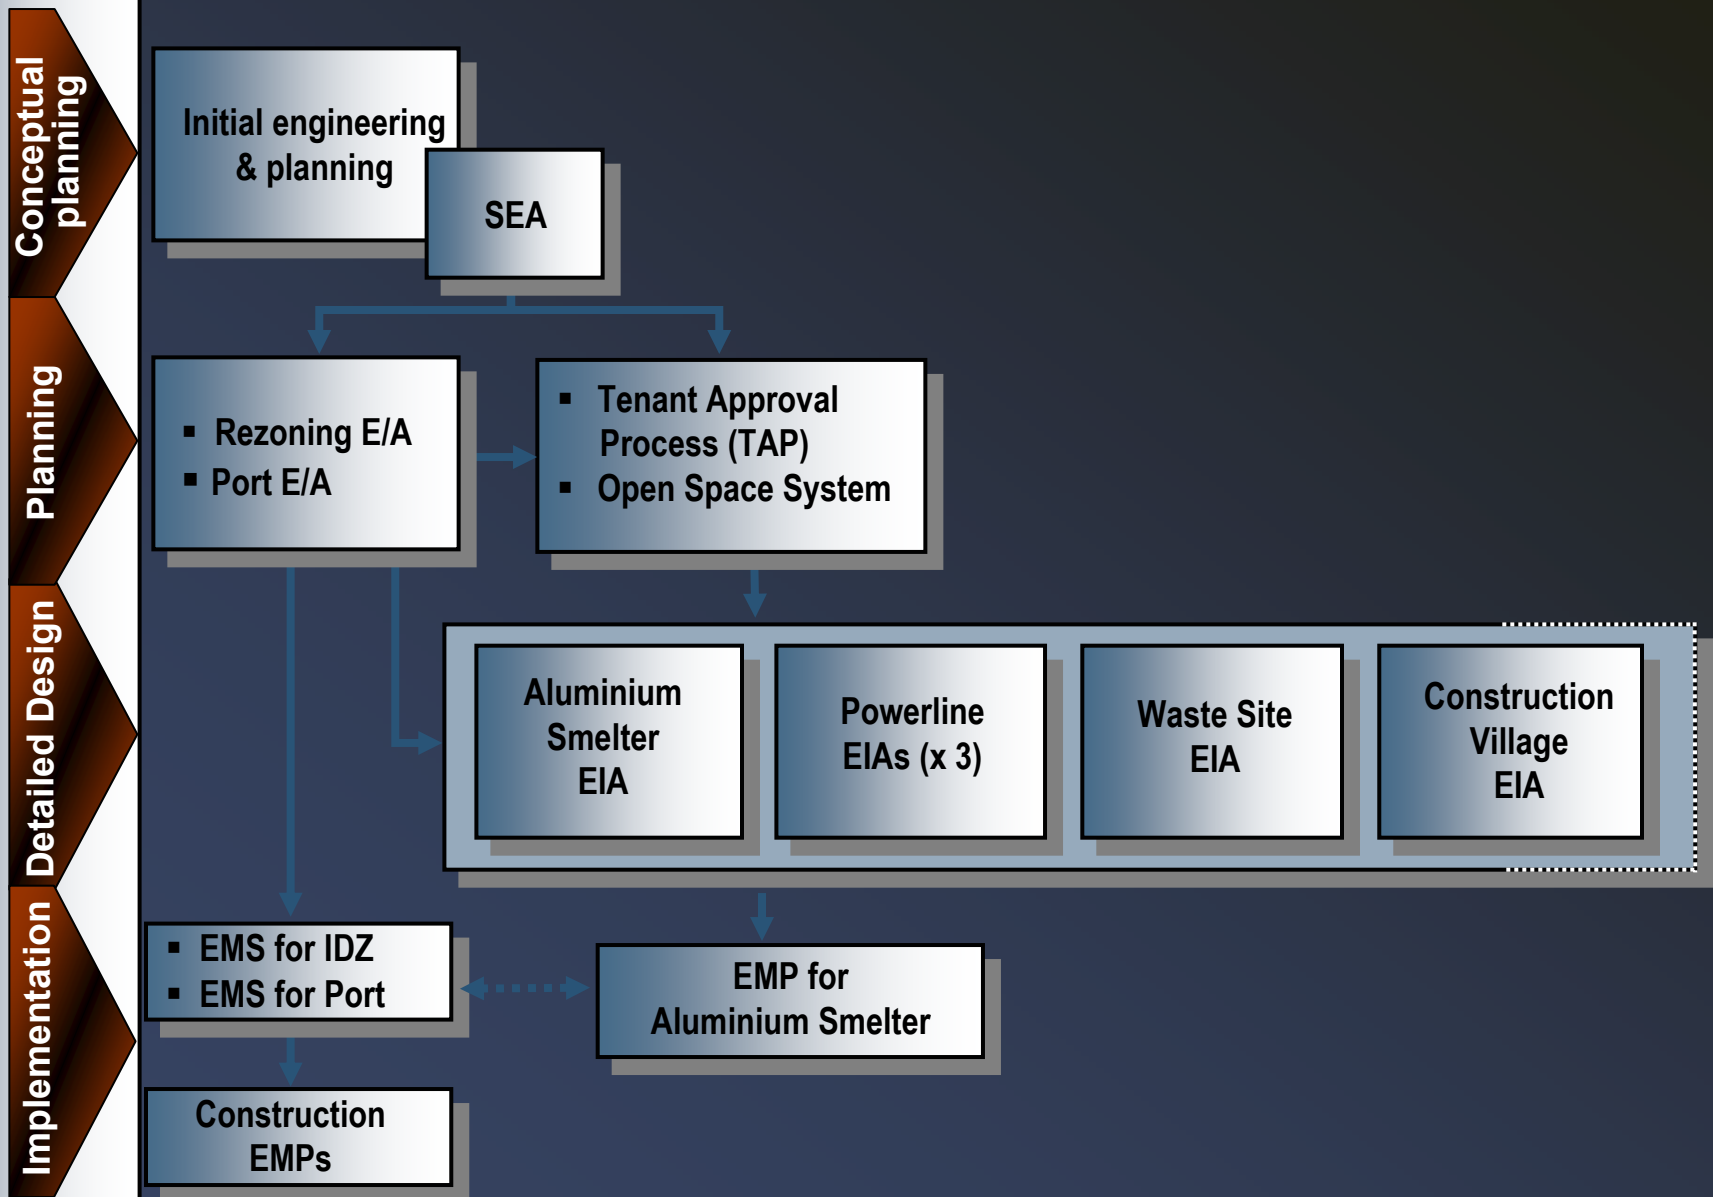 Conceptual
planning
Initial engineering
& planning
SEA
Planning
▪ Rezoning E/A
▪ Port E/A
▪ Tenant Approval
Process (TAP)
▪ Open Space System
Detailed Design
Aluminium
Smelter
EIA
Powerline
EIAs (x 3)
Waste Site
EIA
Construction
Village
EIA
Implementation
▪ EMS for IDZ
▪ EMS for Port
EMP for
Aluminium Smelter
Construction
EMPs